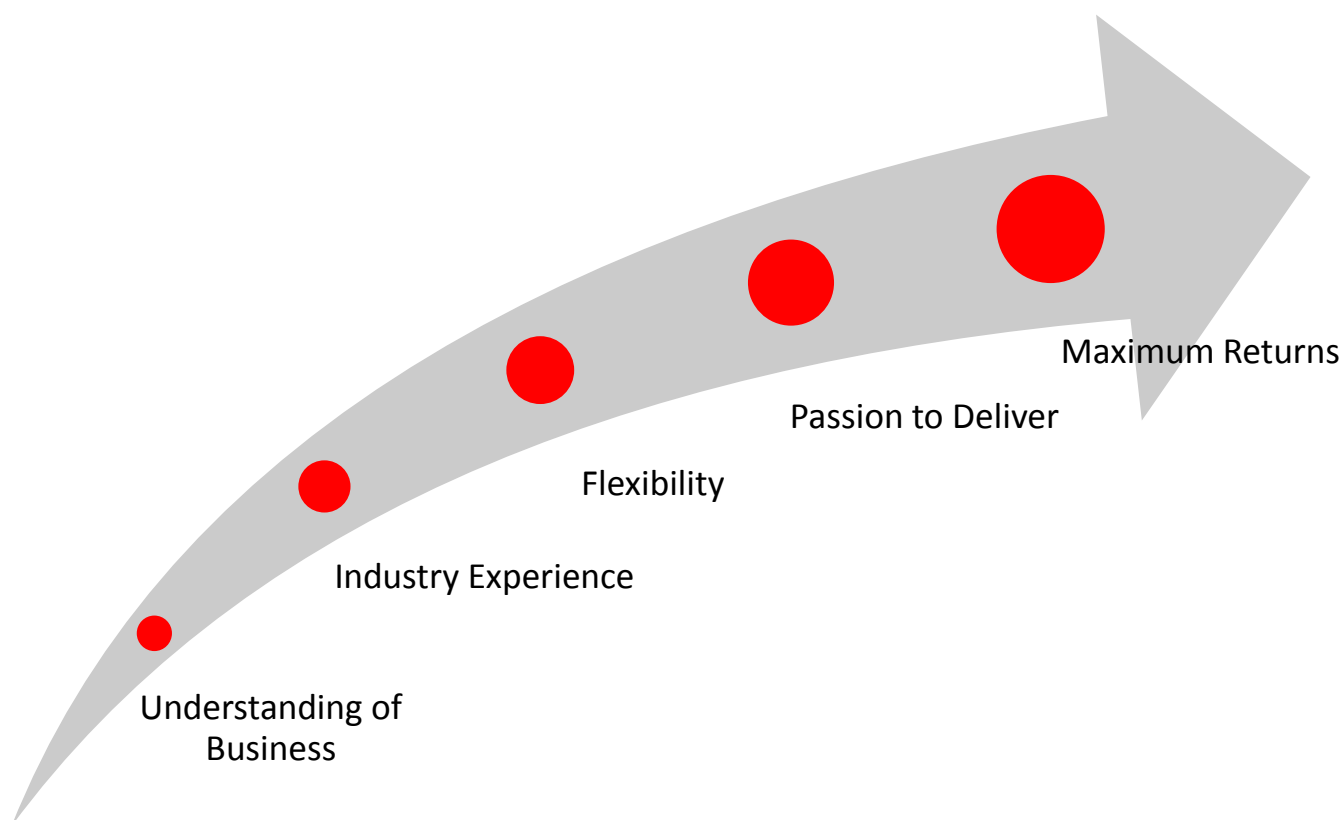 Maximum Returns
Passion to Deliver
Flexibility
Industry Experience
Understanding of
Business